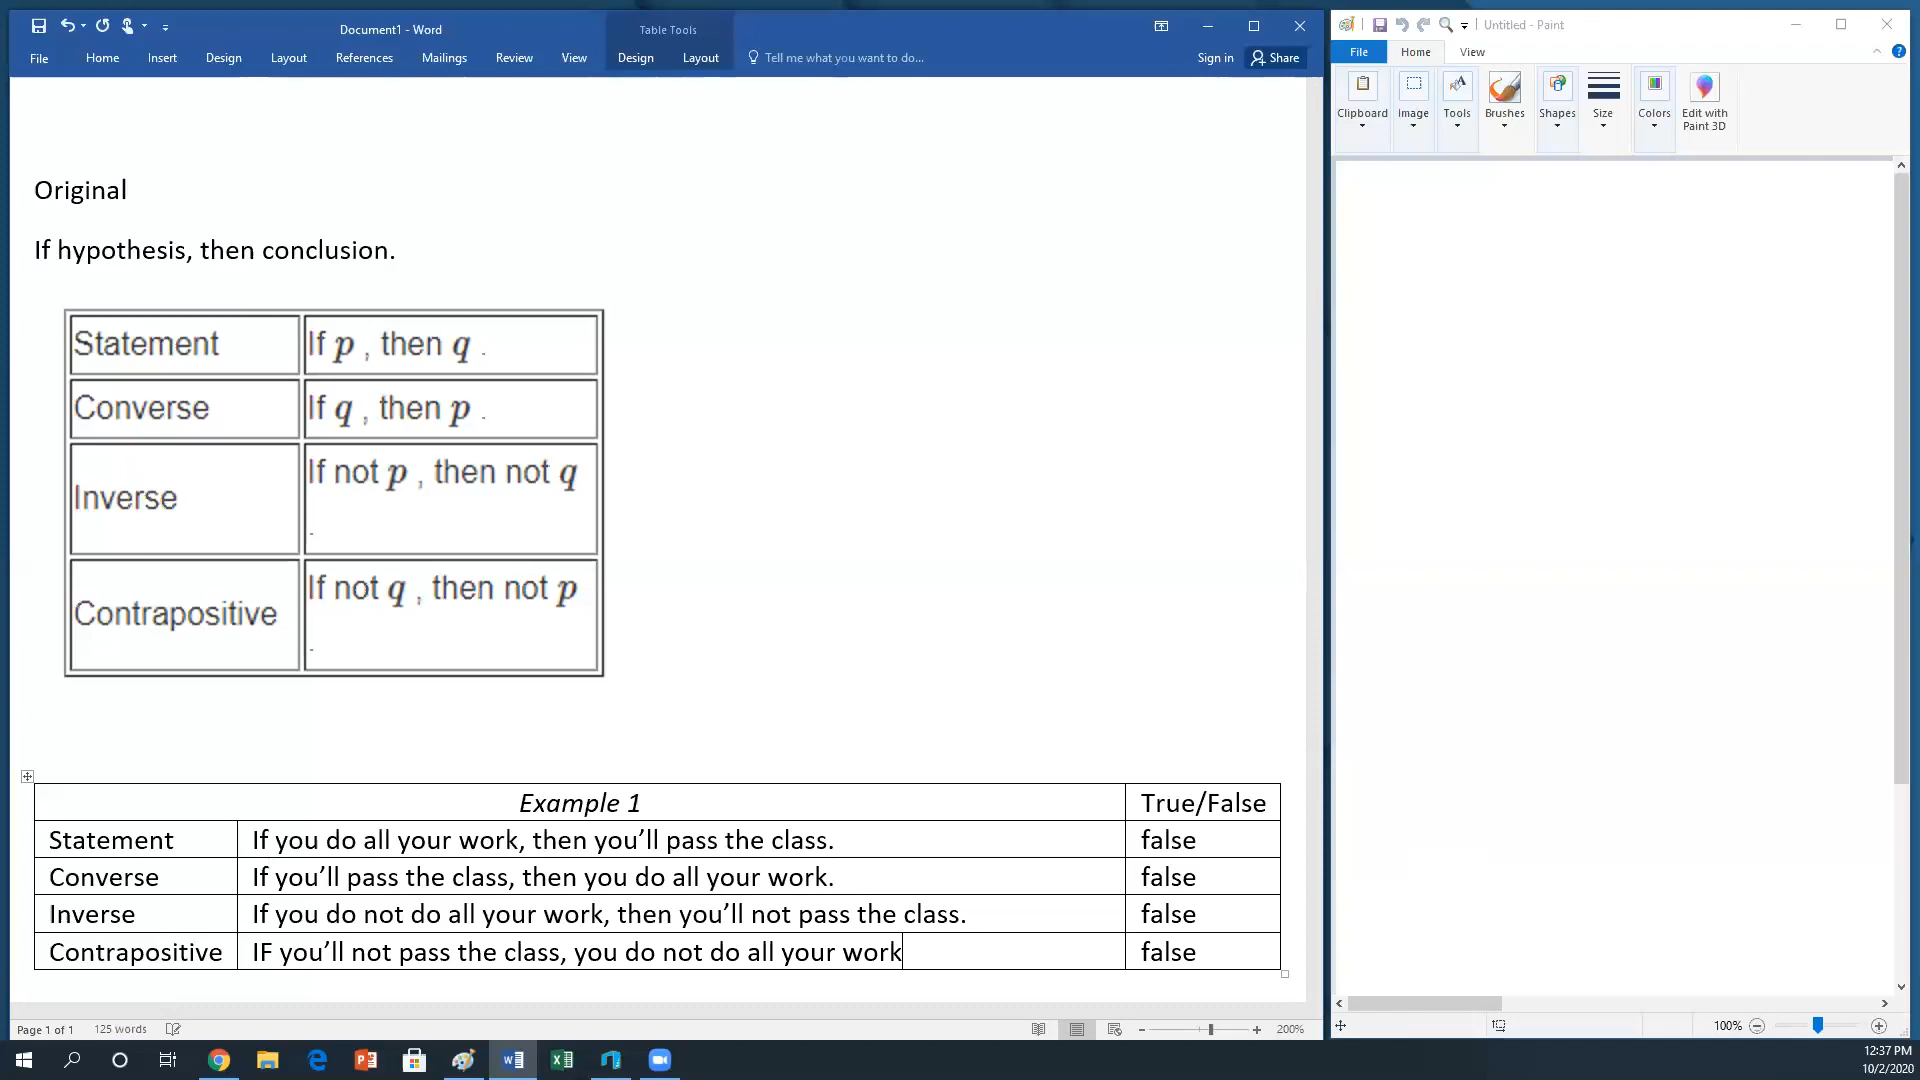 Document1 - Word
Table Tools
File Home Insert Design Layout References Mailings Review View Design Layout Tell me what you want to do... Sign in Share
Untitled - Paint
File Home View
Clipboard Image Tools Brushes Shapes Size Colors Edit with
Paint 3D
Original
If hypothesis, then conclusion.
Statement If p , then q .
Converse If q , then p .
Inverse If not p , then not q
.
Contrapositive If not q , then not p
.
Example 1 True/False
Statement If you do all your work, then you’ll pass the class. false
Converse If you’ll pass the class, then you do all your work. false
Inverse If you do not do all your work, then you’ll not pass the class. false
Contrapositive IF you’ll not pass the class, you do not do all your work false
Page 1 of 1 125 words 200%
100%
12:37 PM
10/2/2020